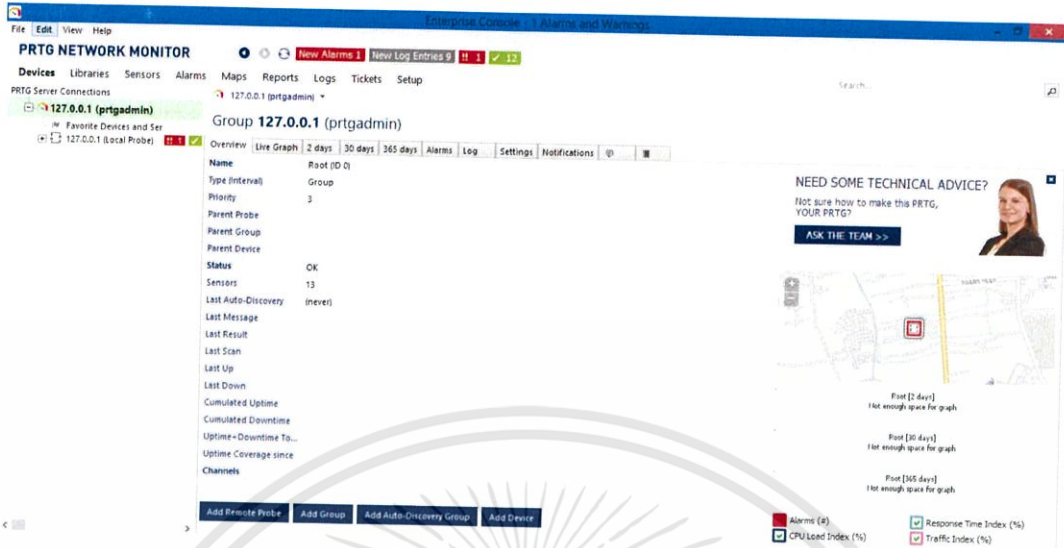 Enterprise Console - 1 Alarms and Warnings
File Edit View Help
PRTG NETWORK MONITOR
New Alarms 1 New Log Entries 9 !! 1 ✓ 12
Devices Libraries Sensors Alarms Maps Reports Logs Tickets Setup
Search...
PRTG Server Connections
127.0.0.1 (prtgadmin)
Favorite Devices and Ser
127.0.0.1 (Local Probe) !! 1
127.0.0.1 (prtgadmin)
Group 127.0.0.1 (prtgadmin)
Overview Live Graph 2 days 30 days 365 days Alarms Log Settings Notifications
Name Root (ID 0)
Type (Interval) Group
Priority 3
Parent Probe
Parent Group
Parent Device
Status OK
Sensors 13
Last Auto-Discovery (never)
Last Message
Last Result
Last Scan
Last Up
Last Down
Cumulated Uptime
Cumulated Downtime
Uptime+Downtime To...
Uptime Coverage since
Channels
Add Remote Probe Add Group Add Auto-Discovery Group Add Device
NEED SOME TECHNICAL ADVICE?
Not sure how to make this PRTG,
YOUR PRTG?
ASK THE TEAM >>
Root [2 days]
Not enough space for graph
Root [30 days]
Not enough space for graph
Root [365 days]
Not enough space for graph
Alarms (#)
Response Time Index (%)
CPU Load Index (%)
Traffic Index (%)